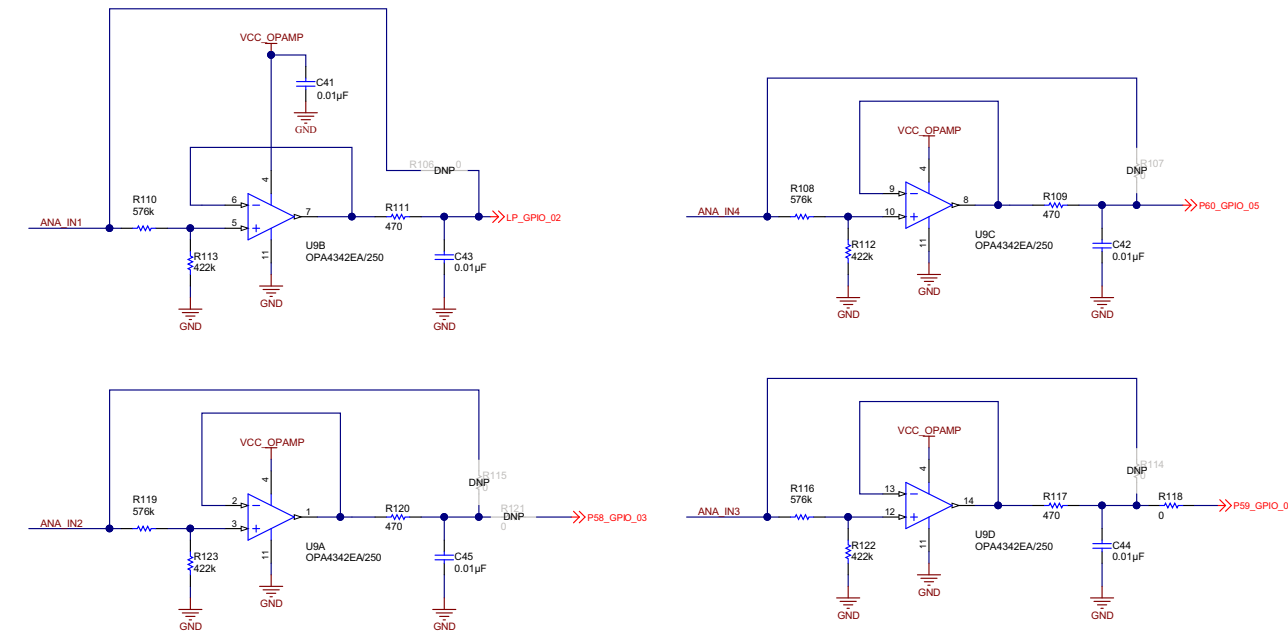 VCC_OPAMP
C41
0.01µF
GND
R106
0
DNP
4
R110
576k
6
5
7
R111
470
LP_GPIO_02
ANA_IN1
R113
422k
11
U9B
OPA4342EA/250
C43
0.01µF
GND
GND
GND
VCC_OPAMP
R107
DNP
0
4
R108
576k
9
10
8
R109
470
P60_GPIO_05
ANA_IN4
R112
422k
11
U9C
OPA4342EA/250
C42
0.01µF
GND
GND
GND
VCC_OPAMP
R115
DNP
0
4
R119
576k
2
3
1
R120
470
R121
DNP
0
P58_GPIO_03
ANA_IN2
R123
422k
11
U9A
OPA4342EA/250
C45
0.01µF
GND
GND
GND
VCC_OPAMP
R114
DNP
0
4
R116
576k
13
12
14
R117
470
R118
0
P59_GPIO_0
ANA_IN3
R122
422k
11
U9D
OPA4342EA/250
C44
0.01µF
GND
GND
GND